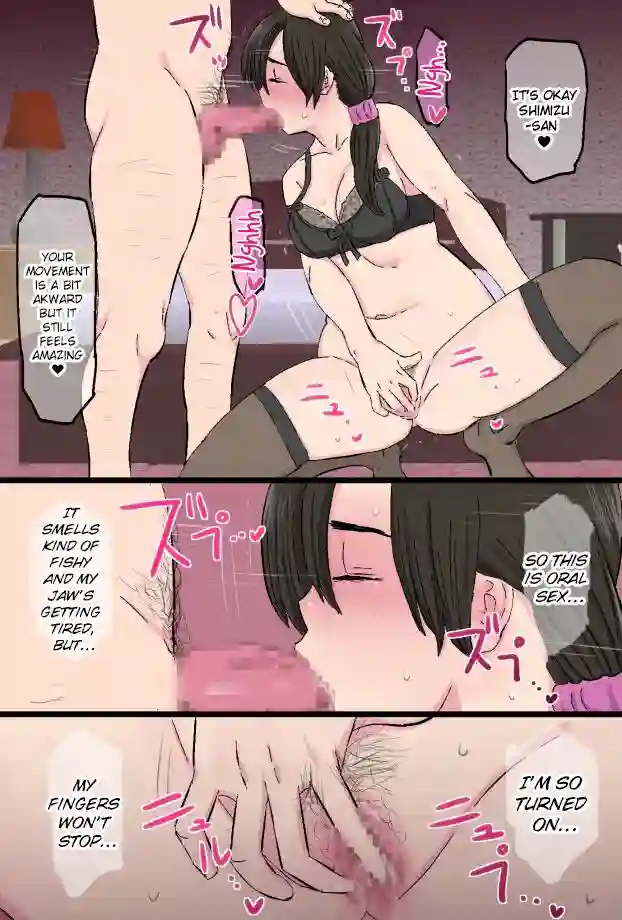 ズ
ズプ
Ngh...
IT'S OKAY
SHIMIZU
-SAN
♥
Nghhh
YOUR
MOVEMENT
IS A BIT
AKWARD
BUT IT
STILL
FEELS
AMAZING
♥
ニュ
ニュ
ズプ
SO THIS
IS ORAL
SEX...
IT
SMELLS
KIND OF
FISHY
AND MY
JAW'S
GETTING
TIRED,
BUT...
ズプ
I'M SO
TURNED
ON...
MY
FINGERS
WON'T
STOP...
ニュプ
ニュル